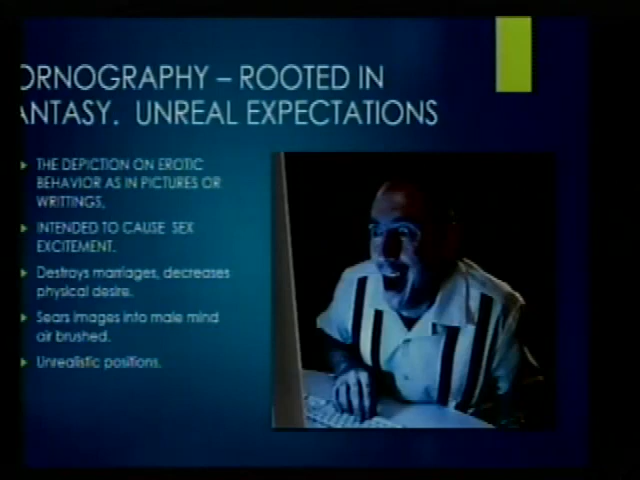 ORNOGRAPHY – ROOTED IN
ANTASY. UNREAL EXPECTATIONS
THE DEPICTION ON EROTIC
BEHAVIOR AS IN PICTURES OR
WRITTINGS.
INTENDED TO CAUSE SEX
EXCITEMENT.
Destroys marriages, decreases
physical desire.
Sears images into male mind
air brushed.
Unrealistic positions.